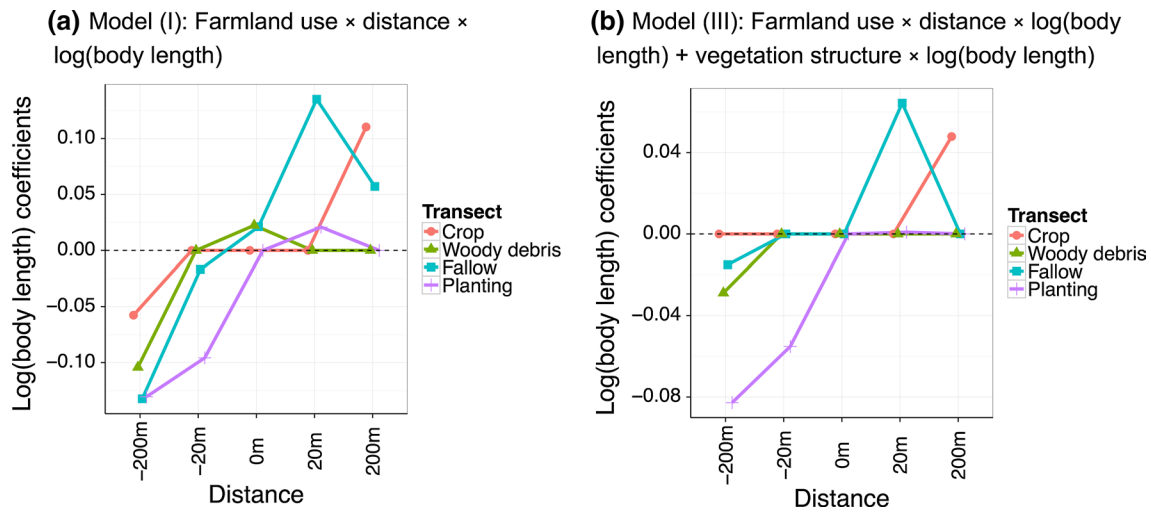 (a) Model (I): Farmland use × distance ×
log(body length)
Log(body length) coefficients
0.10
0.05
0.00
−0.05
−0.10
−200m
−20m
0m
20m
200m
Distance
Transect
Crop
Woody debris
Fallow
Planting
(b) Model (III): Farmland use × distance × log(body
length) + vegetation structure × log(body length)
Log(body length) coefficients
0.04
0.00
−0.04
−0.08
−200m
−20m
0m
20m
200m
Distance
Transect
Crop
Woody debris
Fallow
Planting